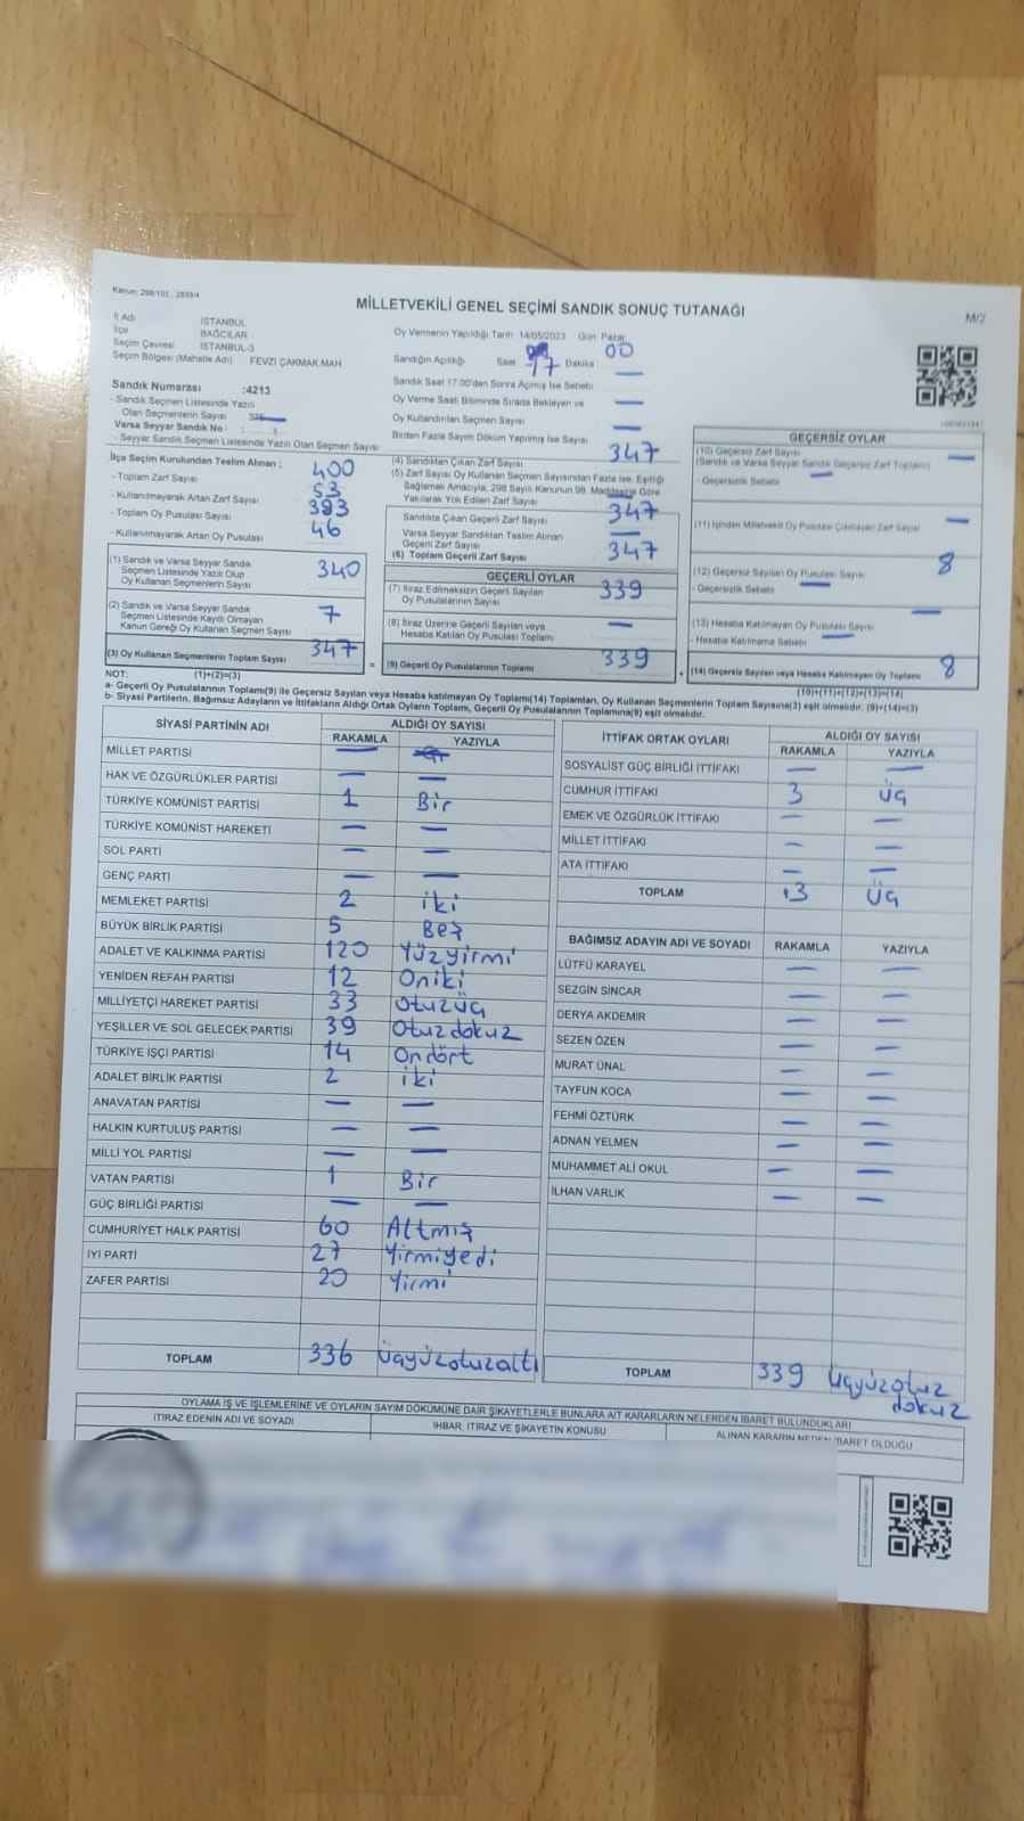 Kanun: 298/105, 2839/4
MİLLETVEKİLİ GENEL SEÇİMİ SANDIK SONUÇ TUTANAĞI
M/2
İl Adı İSTANBUL
İlçe BAĞCILAR
Seçim Çevresi İSTANBUL-3
Seçim Bölgesi (Mahalle Adı) FEVZİ ÇAKMAK MAH
Oy Vermenin Yapıldığı Tarih 14/05/2023 Gün Pazar
Sandığın Açıldığı Saat 17 Dakika 00
Sandık Saat 17.00'den Sonra Açılmış İse Sebebi —
Oy Verme Saati Bitiminde Sırada Bekleyen ve
Oy Kullandırılan Seçmen Sayısı —
Birden Fazla Sayım Döküm Yapılmış İse Sayısı —
Sandık Numarası :4213
- Sandık Seçmen Listesinde Yazılı
Olan Seçmenlerin Sayısı
Varsa Seyyar Sandık No :
- Seyyar Sandık Seçmen Listesinde Yazılı Olan Seçmen Sayısı
İlçe Seçim Kurulundan Teslim Alınan ;
- Toplam Zarf Sayısı 400
- Kullanılmayarak Artan Zarf Sayısı 53
- Toplam Oy Pusulası Sayısı 393
- Kullanılmayarak Artan Oy Pusulası 46
(1) Sandık ve Varsa Seyyar Sandık
Seçmen Listesinde Yazılı Olup
Oy Kullanan Seçmenlerin Sayısı 340
(2) Sandık ve Varsa Seyyar Sandık
Seçmen Listesinde Kayıtlı Olmayan
Kanun Gereği Oy Kullanan Seçmen Sayısı 7
(3) Oy Kullanan Seçmenlerin Toplam Sayısı 347
(1)+(2)=(3)
(4) Sandıktan Çıkan Zarf Sayısı 347
(5) Zarf Sayısı Oy Kullanan Seçmen Sayısından Fazla İse, Eşitliği
Sağlamak Amacıyla, 298 Sayılı Kanunun 98. Maddesine Göre
Yakılarak Yok Edilen Zarf Sayısı —
Sandıkta Çıkan Geçerli Zarf Sayısı 347
Varsa Seyyar Sandıktan Teslim Alınan
Geçerli Zarf Sayısı —
(6) Toplam Geçerli Zarf Sayısı 347
GEÇERLİ OYLAR
(7) İtiraz Edilmeksizin Geçerli Sayılan
Oy Pusulalarının Sayısı 339
(8) İtiraz Üzerine Geçerli Sayılan veya
Hesaba Katılan Oy Pusulası Toplamı —
= (9) Geçerli Oy Pusulalarının Toplamı 339
GEÇERSİZ OYLAR
(10) Geçersiz Zarf Sayısı —
(Sandık ve Varsa Seyyar Sandık Geçersiz Zarf Toplamı)
- Geçersizlik Sebebi —
(11) İçinden Milletvekili Oy Pusulası Çıkmayan Zarf Sayısı —
(12) Geçersiz Sayılan Oy Pusulası Sayısı 8
- Geçersizlik Sebebi —
(13) Hesaba Katılmayan Oy Pusulası Sayısı —
- Hesaba Katılmama Sebebi —
+ (14) Geçersiz Sayılan veya Hesaba Katılmayan Oy Toplamı 8
(10)+(11)+(12)+(13)=(14)
NOT:
a- Geçerli Oy Pusulalarının Toplamı(9) ile Geçersiz Sayılan veya Hesaba katılmayan Oy Toplamı(14) Toplamları, Oy Kullanan Seçmenlerin Toplam Sayısına(3) eşit olmalıdır. (9)+(14)=(3)
b- Siyasi Partilerin, Bağımsız Adayların ve İttifakların Aldığı Ortak Oyların Toplamı, Geçerli Oy Pusulalarının Toplamına(9) eşit olmalıdır.
SİYASİ PARTİNİN ADI ALDIĞI OY SAYISI
RAKAMLA YAZIYLA
MİLLET PARTİSİ —
HAK VE ÖZGÜRLÜKLER PARTİSİ — —
TÜRKİYE KOMÜNİST PARTİSİ 1 Bir
TÜRKİYE KOMÜNİST HAREKETİ — —
SOL PARTİ — —
GENÇ PARTİ — —
MEMLEKET PARTİSİ 2 iki
BÜYÜK BİRLİK PARTİSİ 5 Beş
ADALET VE KALKINMA PARTİSİ 120 Yüzyirmi
YENİDEN REFAH PARTİSİ 12 Oniki
MİLLİYETÇİ HAREKET PARTİSİ 33 Otuzüç
YEŞİLLER VE SOL GELECEK PARTİSİ 39 Otuzdokuz
TÜRKİYE İŞÇİ PARTİSİ 14 Ondört
ADALET BİRLİK PARTİSİ 2 iki
ANAVATAN PARTİSİ — —
HALKIN KURTULUŞ PARTİSİ — —
MİLLİ YOL PARTİSİ — —
VATAN PARTİSİ 1 Bir
GÜÇ BİRLİĞİ PARTİSİ — —
CUMHURİYET HALK PARTİSİ 60 Altmış
İYİ PARTİ 27 Yirmiyedi
ZAFER PARTİSİ 20 Yirmi
TOPLAM 336 Üçyüzotuzaltı
İTTİFAK ORTAK OYLARI ALDIĞI OY SAYISI
RAKAMLA YAZIYLA
SOSYALİST GÜÇ BİRLİĞİ İTTİFAKI — —
CUMHUR İTTİFAKI 3 Üç
EMEK VE ÖZGÜRLÜK İTTİFAKI — —
MİLLET İTTİFAKI — —
ATA İTTİFAKI — —
TOPLAM 3 Üç
BAĞIMSIZ ADAYIN ADI VE SOYADI RAKAMLA YAZIYLA
LÜTFÜ KARAYEL — —
SEZGİN SİNCAR — —
DERYA AKDEMİR — —
SEZEN ÖZEN — —
MURAT ÜNAL — —
TAYFUN KOCA — —
FEHMİ ÖZTÜRK — —
ADNAN YELMEN — —
MUHAMMET ALİ OKUL — —
İLHAN VARLIK — —
TOPLAM 339 Üçyüzotuz
dokuz
OYLAMA İŞ VE İŞLEMLERİNE VE OYLARIN SAYIM DÖKÜMÜNE DAİR ŞİKAYETLERLE BUNLARA AİT KARARLARIN NELERDEN İBARET BULUNDUKLARI
İTİRAZ EDENİN ADI VE SOYADI İHBAR, İTİRAZ VE ŞİKAYETİN KONUSU ALINAN KARARIN NEDEN İBARET OLDUĞU